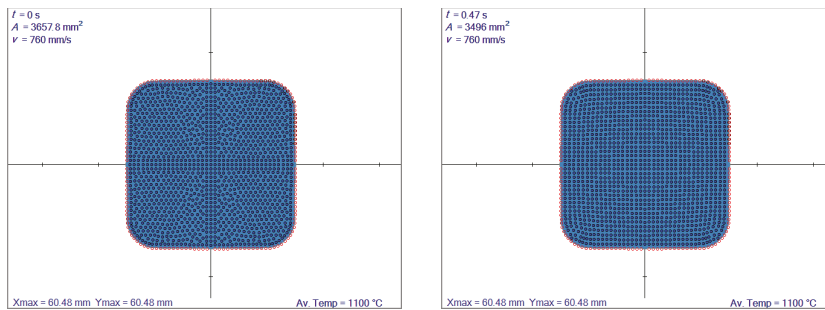 t = 0 s
A = 3657.8 mm²
v = 760 mm/s
Xmax = 60.48 mm Ymax = 60.48 mm
Av. Temp = 1100 °C
t = 0.47 s
A = 3496 mm²
v = 760 mm/s
Xmax = 60.48 mm Ymax = 60.48 mm
Av. Temp = 1100 °C